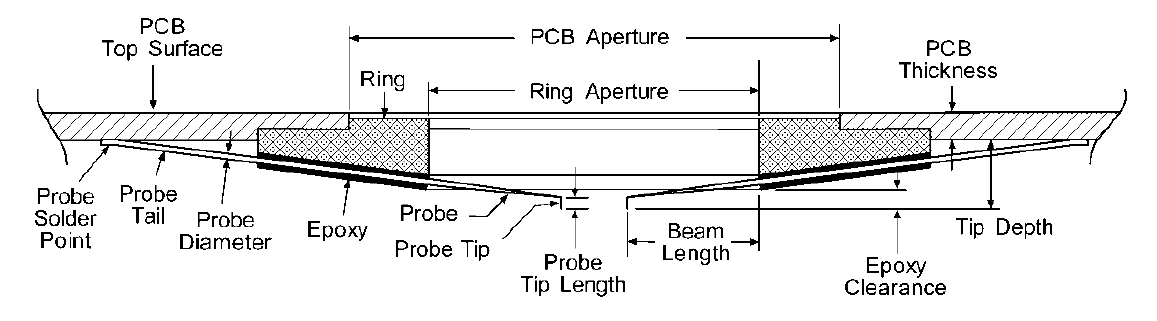 PCB
Top Surface
PCB Aperture
PCB
Thickness
Ring
Ring Aperture
Probe
Solder
Point
Probe
Tail
Probe
Diameter
Epoxy
Probe
Probe Tip
Probe
Tip Length
Beam
Length
Tip Depth
Epoxy
Clearance